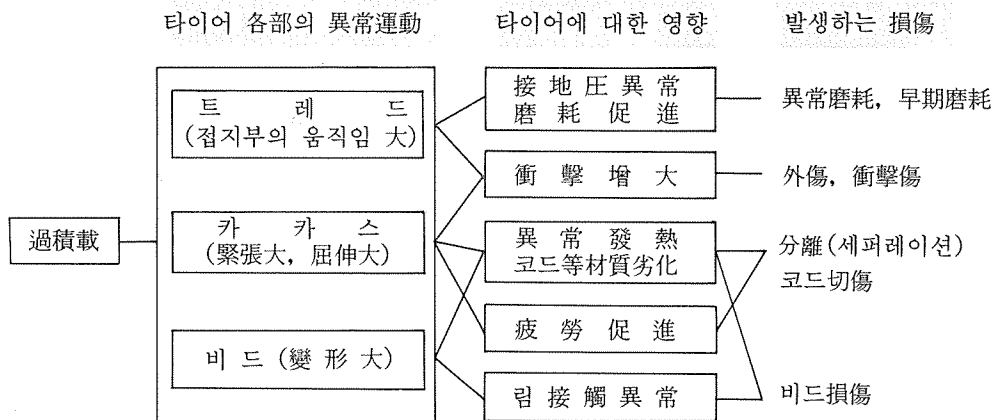 타이어 各部의 異常運動
타이어에 대한 영향
발생하는 損傷
過積載
트 레 드
(접지부의 움직임 大)
카 카 스
(緊張大, 屈伸大)
비 드 (變 形 大)
接 地 圧 異 常
磨 耗 促 進
衝 擊 增 大
異 常 發 熱
코드等材質劣化
疲 勞 促 進
림 接 觸 異 常
異常磨耗, 早期磨耗
外傷, 衝擊傷
分離(세퍼레이션)
코드切傷
비드損傷